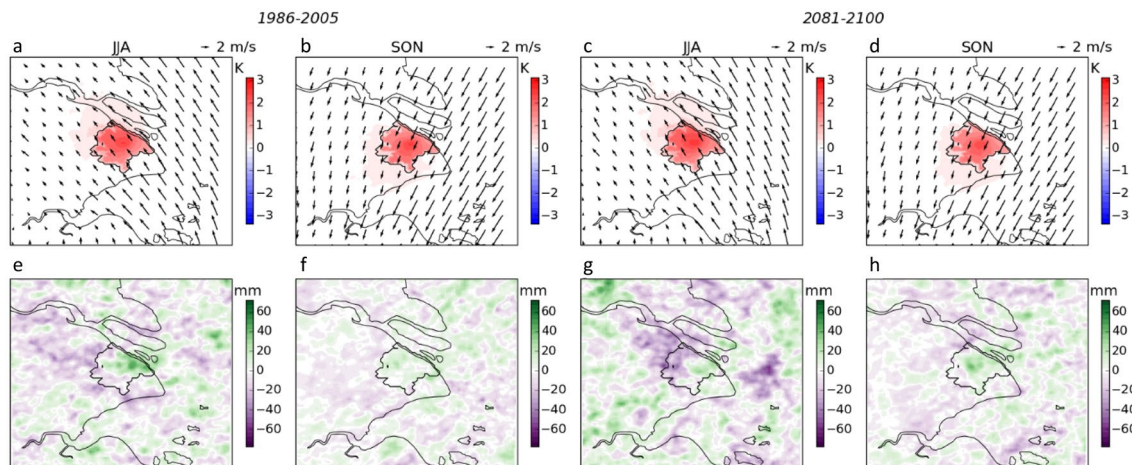 1986-2005 2081-2100
a JJA 2 m/s b SON 2 m/s c JJA 2 m/s d SON 2 m/s
K K K K
3 3 3 3
2 2 2 2
1 1 1 1
0 0 0 0
−1 −1 −1 −1
−2 −2 −2 −2
−3 −3 −3 −3
e f g h
mm mm mm mm
60 60 60 60
40 40 40 40
20 20 20 20
0 0 0 0
−20 −20 −20 −20
−40 −40 −40 −40
−60 −60 −60 −60